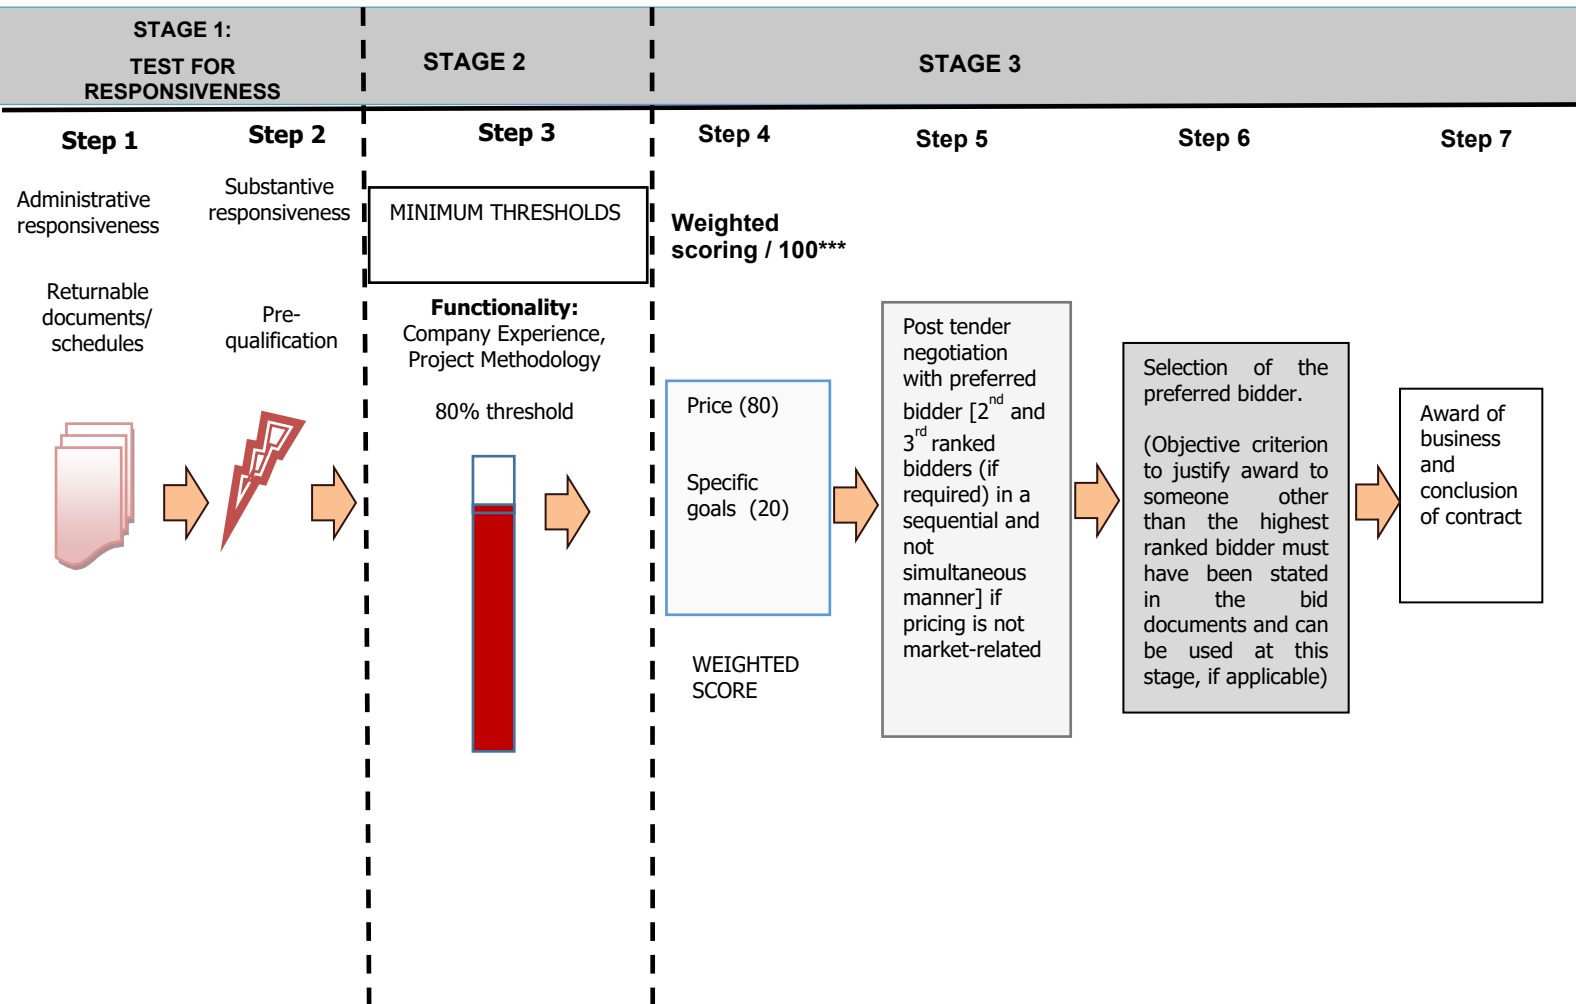 STAGE 1:
TEST FOR
RESPONSIVENESS
STAGE 2
STAGE 3
Step 1
Step 2
Step 3
Step 4
Step 5
Step 6
Step 7
Administrative
responsiveness
Returnable
documents/
schedules
Substantive
responsiveness
Pre-
qualification
MINIMUM THRESHOLDS
Functionality:
Company Experience,
Project Methodology
80% threshold
Weighted
scoring / 100***
Price (80)
Specific
goals (20)
WEIGHTED
SCORE
Post tender
negotiation
with preferred
bidder [2nd and
3rd ranked
bidders (if
required) in a
sequential and
not
simultaneous
manner] if
pricing is not
market-related
Selection of the
preferred bidder.
(Objective criterion
to justify award to
someone other
than the highest
ranked bidder must
have been stated
in the bid
documents and can
be used at this
stage, if applicable)
Award of
business
and
conclusion
of contract